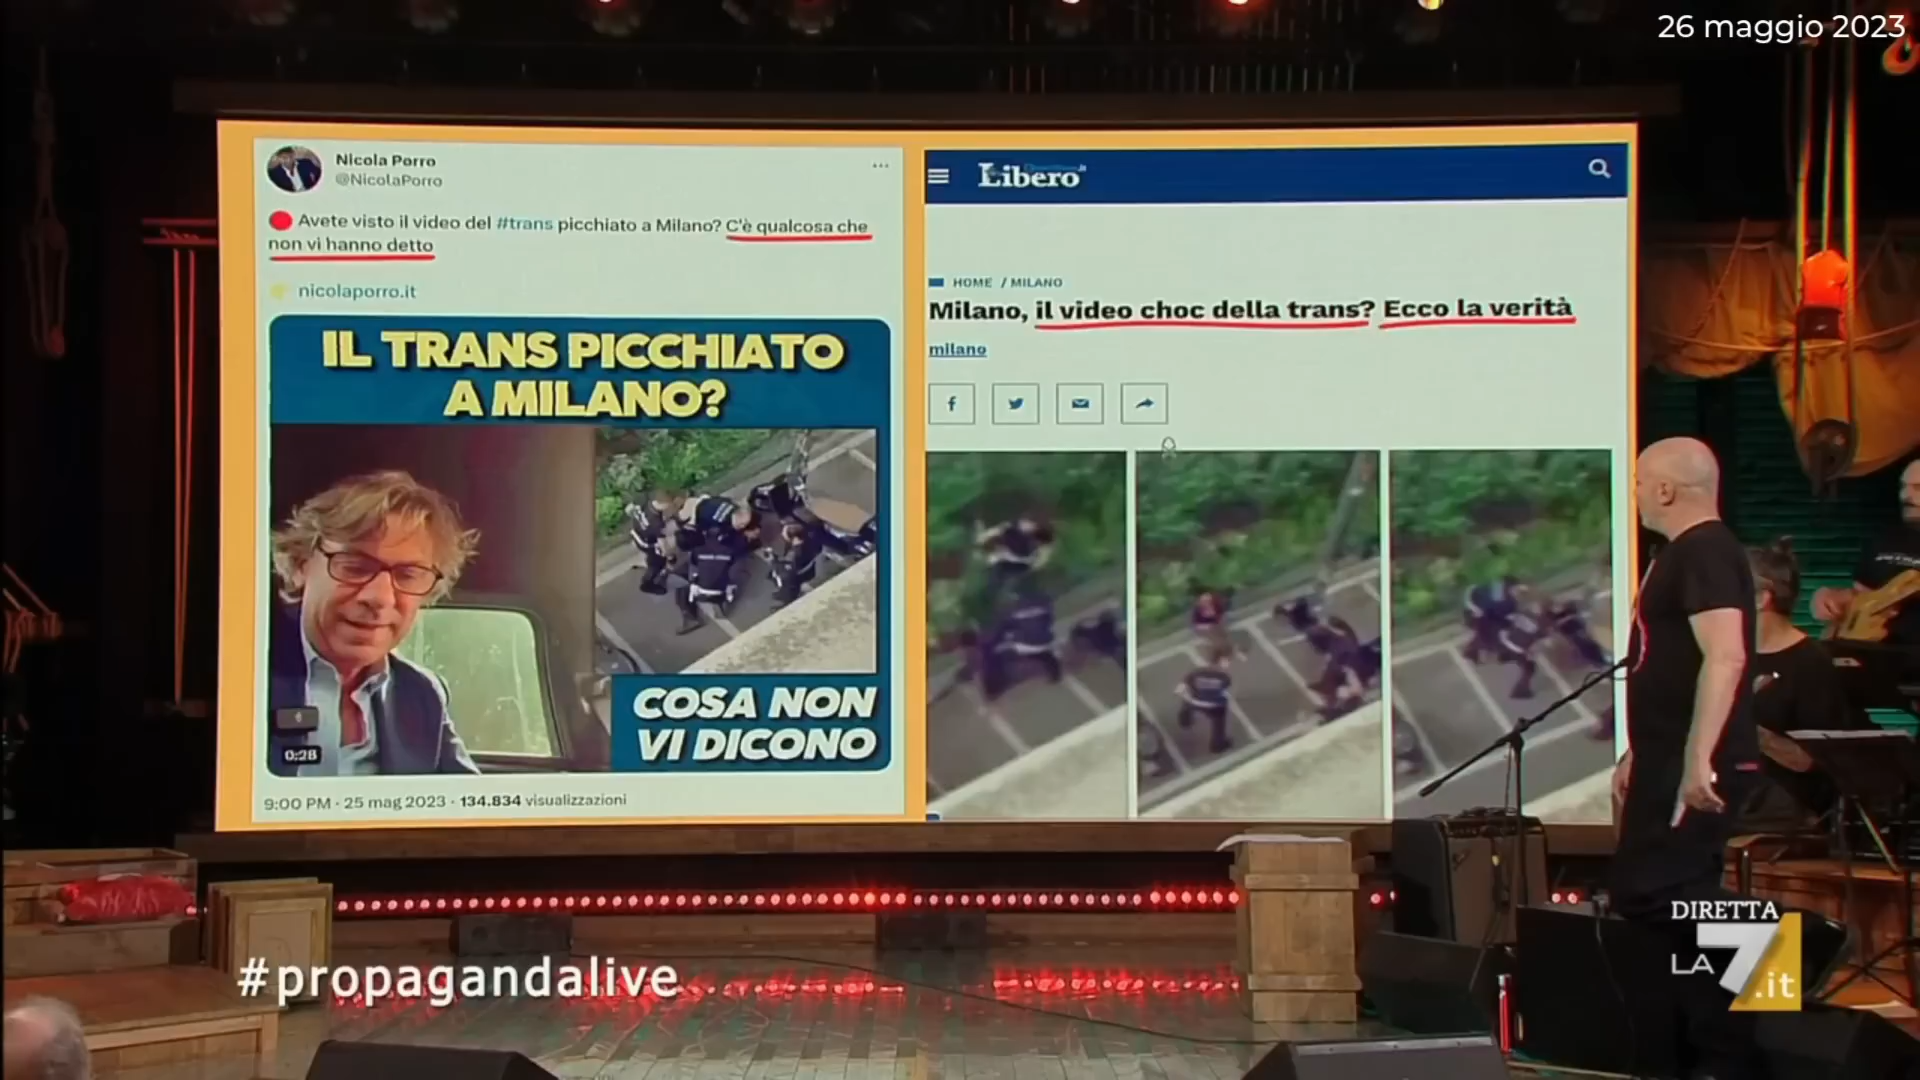 26 maggio 2023
Nicola Porro
@NicolaPorro
Avete visto il video del #trans picchiato a Milano? C'è qualcosa che
non vi hanno detto
nicolaporro.it
IL TRANS PICCHIATO
A MILANO?
COSA NON
VI DICONO
0:28
9:00 PM · 25 mag 2023 · 134.834 visualizzazioni
Libero
HOME / MILANO
Milano, il video choc della trans? Ecco la verità
milano
#propagandalive
DIRETTA
LA 7.it